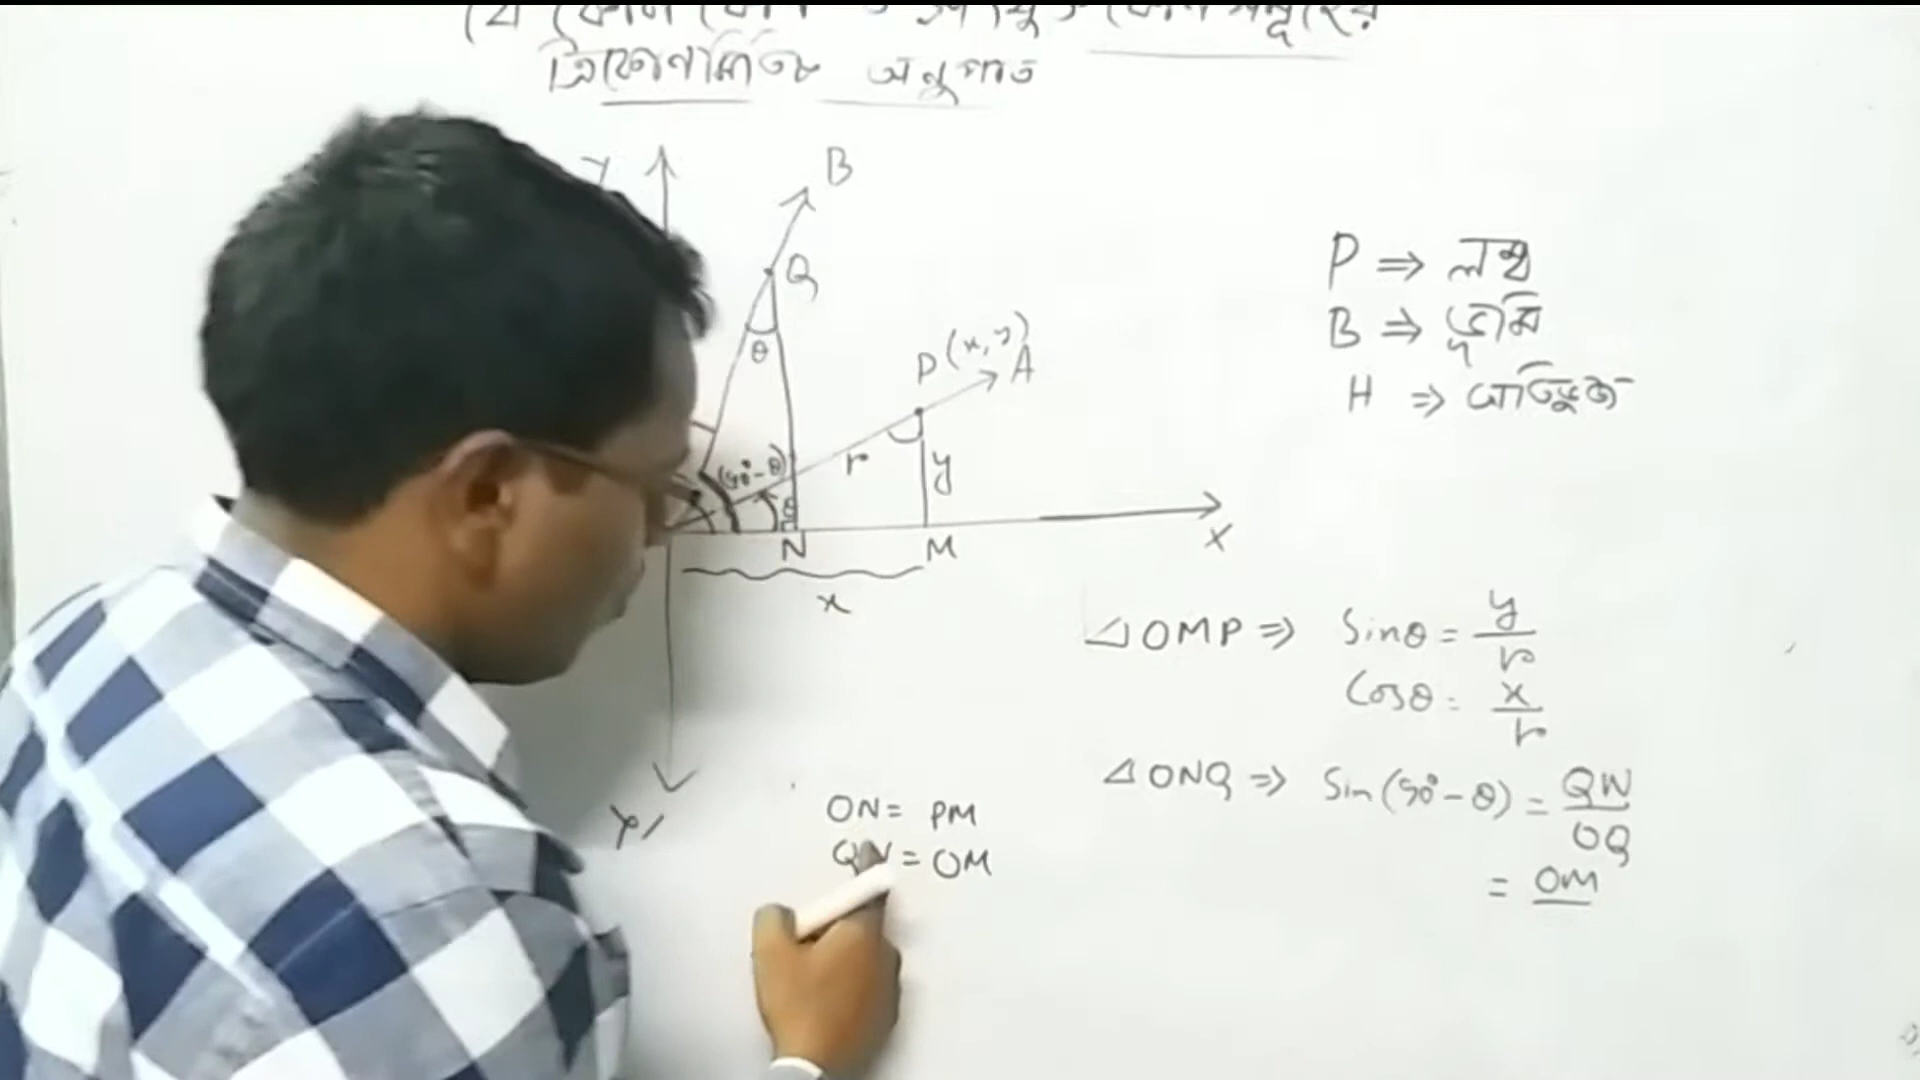 ত্রিকোণমিতিক অনুপাত
y
B
Q
θ
P (x, y)
A
(90°-θ)
r
y
θ
N
M
X
x
y'
P ⇒ লম্ব
B ⇒ ভূমি
H ⇒ অতিভুজ
△OMP ⇒ Sinθ = y/r
Cosθ = x/r
△ONQ ⇒ Sin(90°-θ) = QN/OQ
= OM
ON = PM
QN = OM